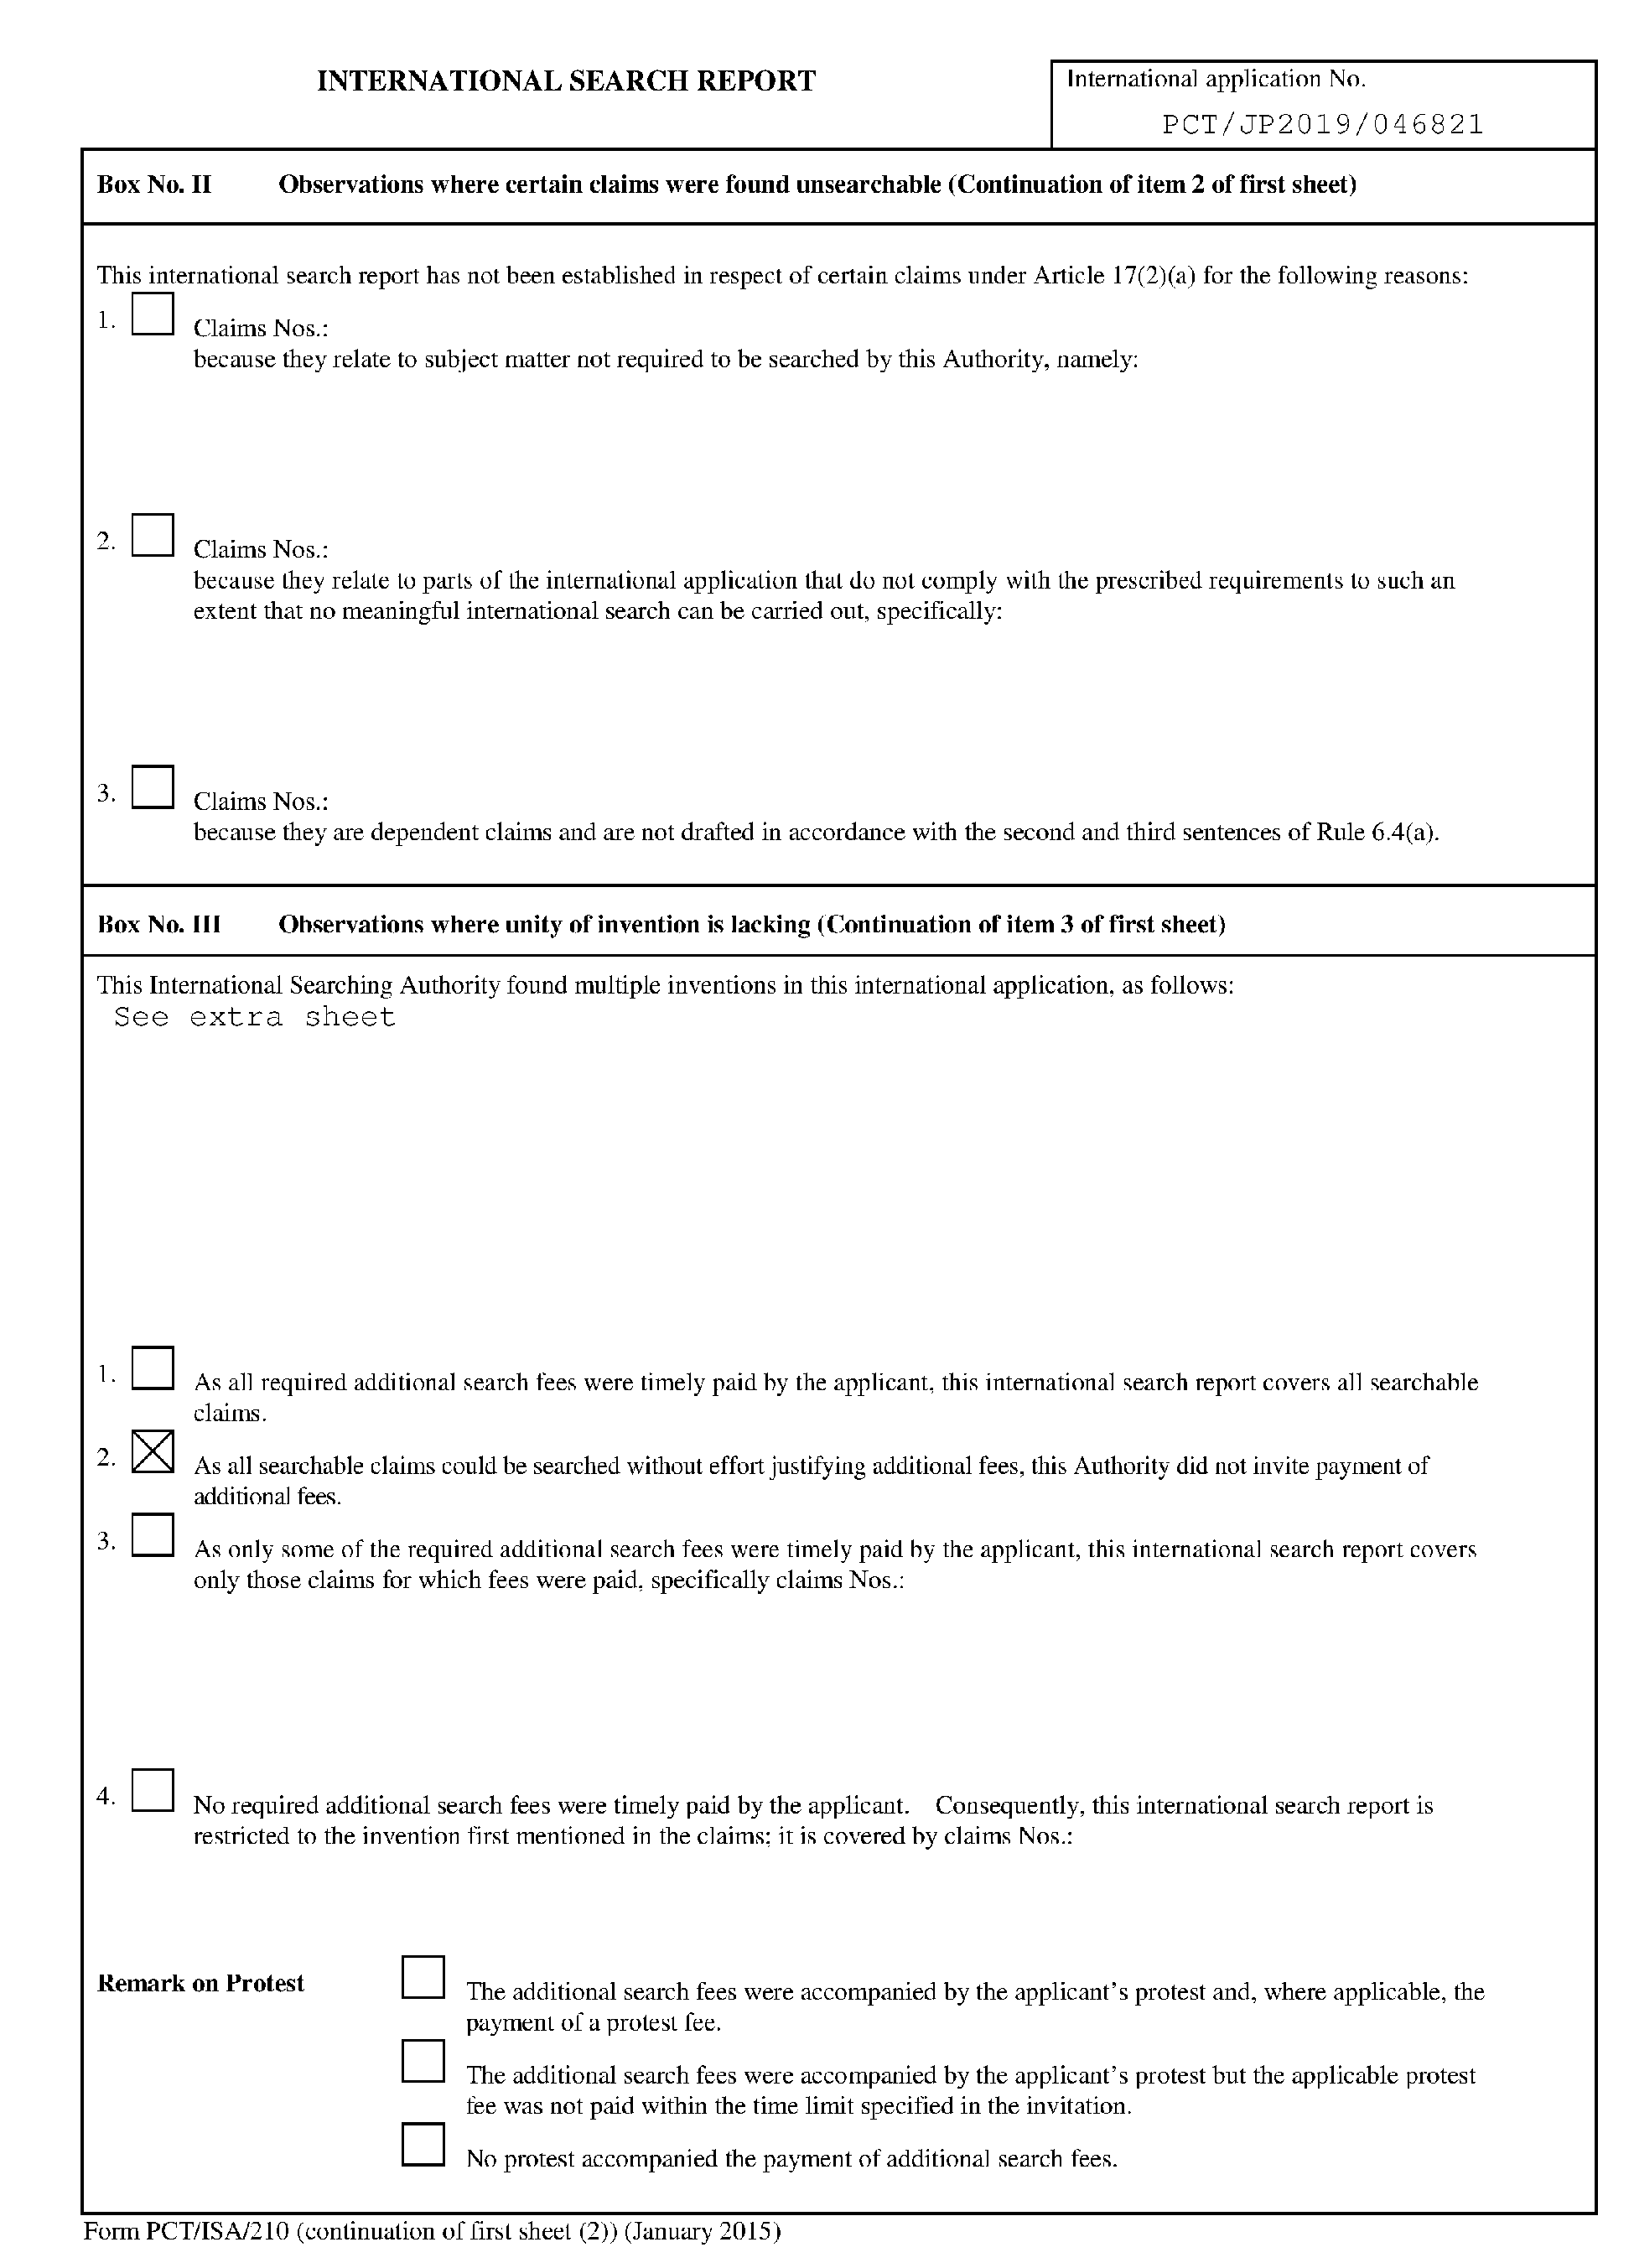 INTERNATIONAL SEARCH REPORT
International application No.
PCT/JP2019/046821
Box No. II Observations where certain claims were found unsearchable (Continuation of item 2 of first sheet)
This international search report has not been established in respect of certain claims under Article 17(2)(a) for the following reasons:
1. Claims Nos.:
because they relate to subject matter not required to be searched by this Authority, namely:
2. Claims Nos.:
because they relate to parts of the international application that do not comply with the prescribed requirements to such an
extent that no meaningful international search can be carried out, specifically:
3. Claims Nos.:
because they are dependent claims and are not drafted in accordance with the second and third sentences of Rule 6.4(a).
Box No. III Observations where unity of invention is lacking (Continuation of item 3 of first sheet)
This International Searching Authority found multiple inventions in this international application, as follows:
See extra sheet
1. As all required additional search fees were timely paid by the applicant, this international search report covers all searchable
claims.
2. As all searchable claims could be searched without effort justifying additional fees, this Authority did not invite payment of
additional fees.
3. As only some of the required additional search fees were timely paid by the applicant, this international search report covers
only those claims for which fees were paid, specifically claims Nos.:
4. No required additional search fees were timely paid by the applicant. Consequently, this international search report is
restricted to the invention first mentioned in the claims; it is covered by claims Nos.:
Remark on Protest
The additional search fees were accompanied by the applicant's protest and, where applicable, the
payment of a protest fee.
The additional search fees were accompanied by the applicant's protest but the applicable protest
fee was not paid within the time limit specified in the invitation.
No protest accompanied the payment of additional search fees.
Form PCT/ISA/210 (continuation of first sheet (2)) (January 2015)